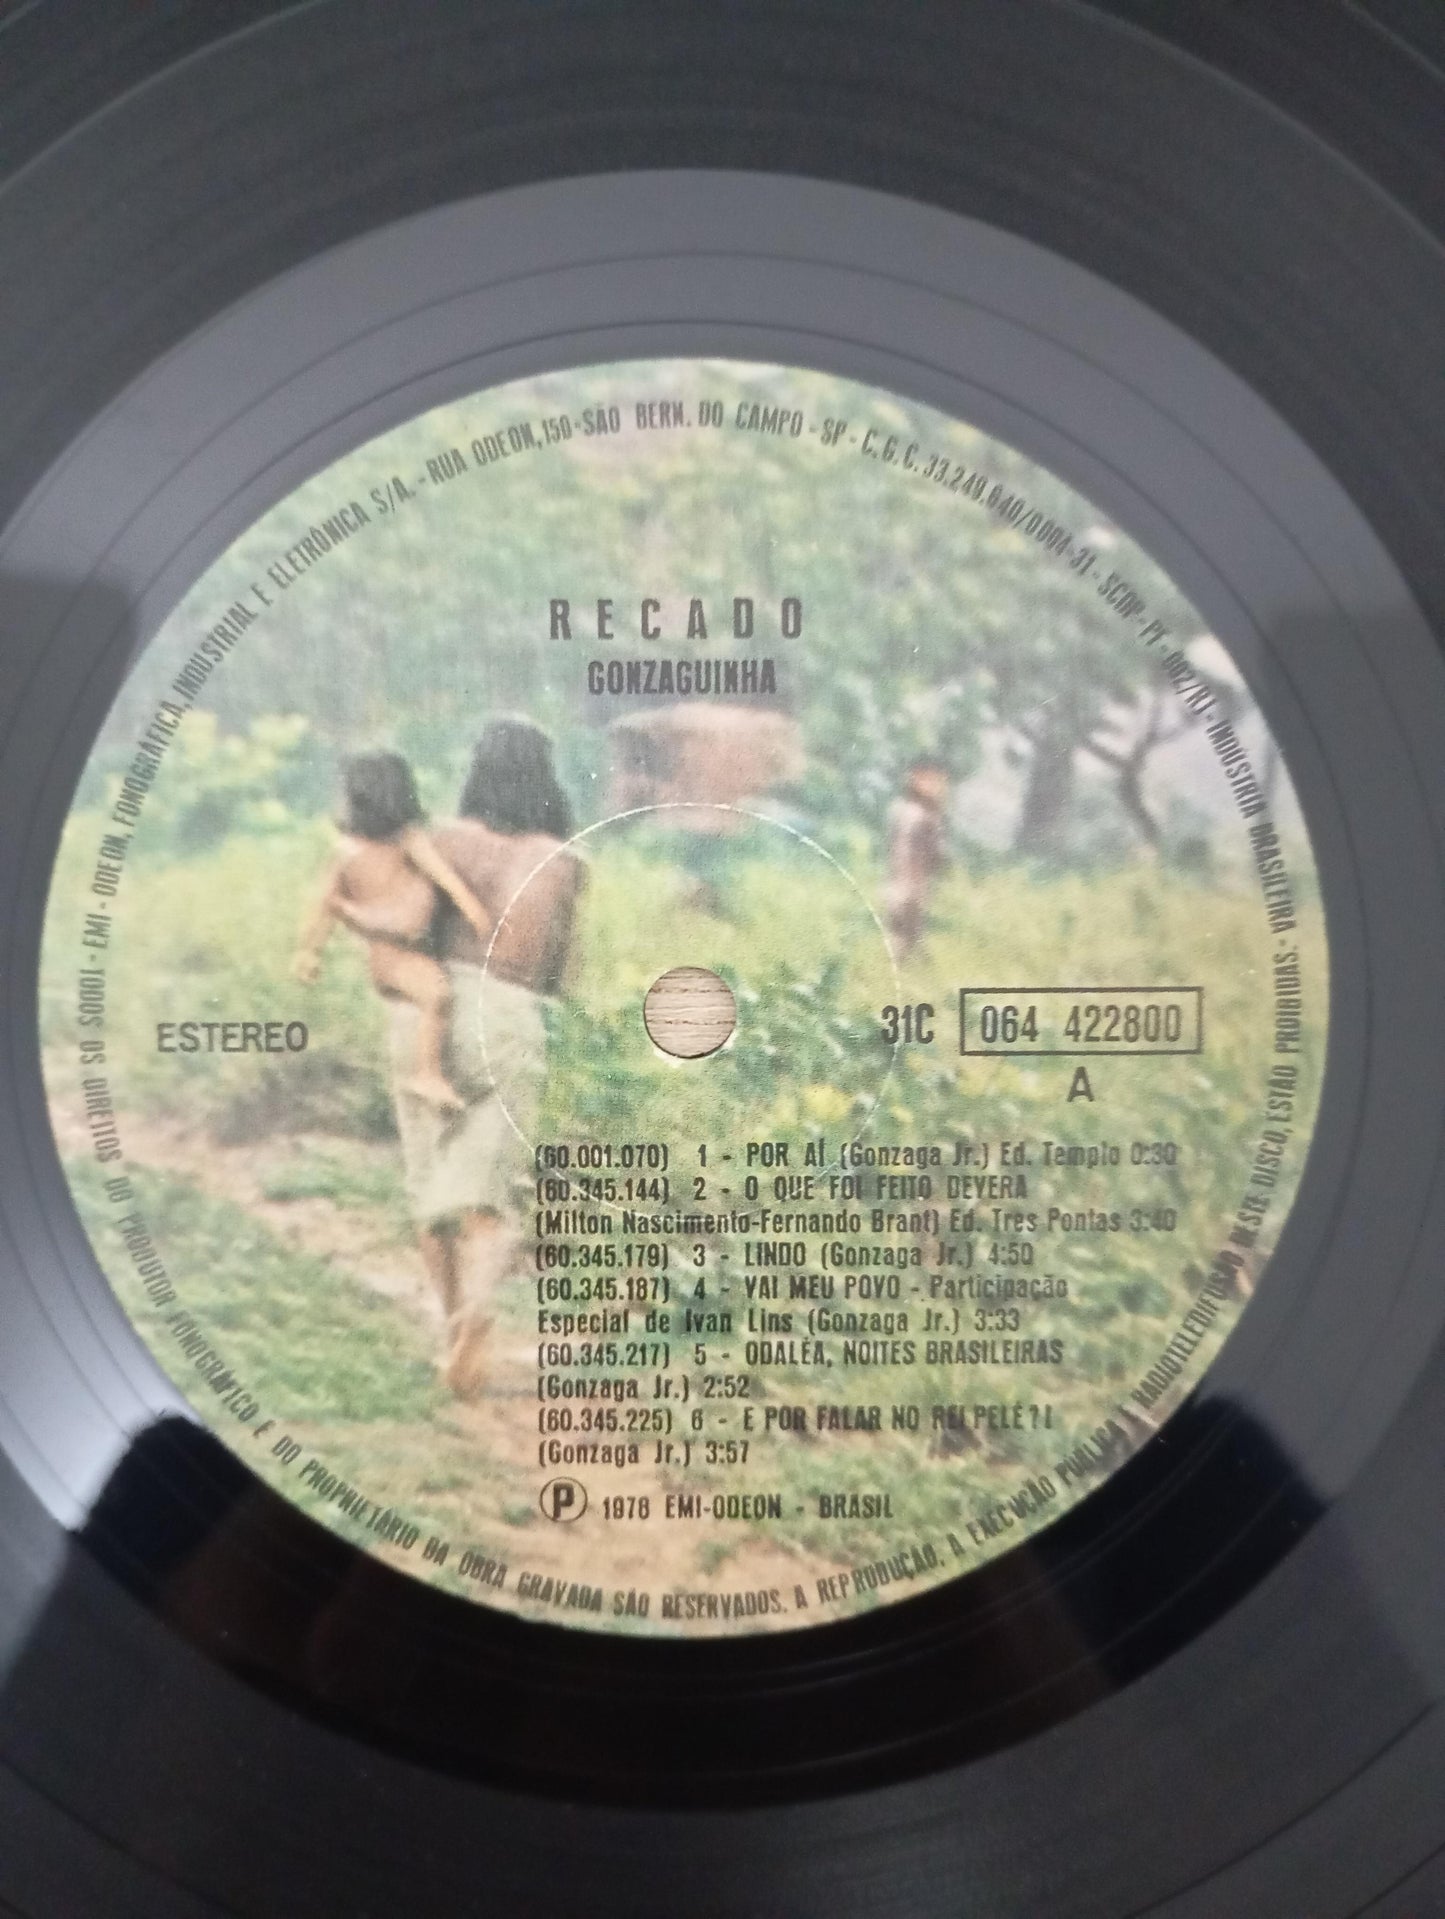 EMI - ODEON, FONOGRÁFICA, INDUSTRIAL E ELETRÔNICA S/A. - RUA ODEON, 150 - SÃO BERN. DO CAMPO - SP - C.G.C. 33.249.640/0004-31 - SCDP - PF - 002/RJ - INDÚSTRIA BRASILEIRA -
RECADO
GONZAGUINHA
ESTEREO
31C 064 422800
A
(60.001.070) 1 - POR AÍ (Gonzaga Jr.) Ed. Templo 0:30
(60.345.144) 2 - O QUE FOI FEITO DEVERA
(Milton Nascimento-Fernando Brant) Ed. Tres Pontas 3:40
(60.345.179) 3 - LINDO (Gonzaga Jr.) 4:50
(60.345.187) 4 - VAI MEU POVO - Participação
Especial de Ivan Lins (Gonzaga Jr.) 3:33
(60.345.217) 5 - ODALÉA, NOITES BRASILEIRAS
(Gonzaga Jr.) 2:52
(60.345.225) 6 - E POR FALAR NO REI PELÉ?!
(Gonzaga Jr.) 3:57
Ⓟ 1978 EMI-ODEON - BRASIL
TODOS OS DIREITOS DO PRODUTOR FONOGRÁFICO E DO PROPRIETÁRIO DA OBRA GRAVADA SÃO RESERVADOS. A REPRODUÇÃO, A EXECUÇÃO PÚBLICA E RADIOTELEDIFUSÃO DESTE DISCO, ESTÃO PROIBIDAS.